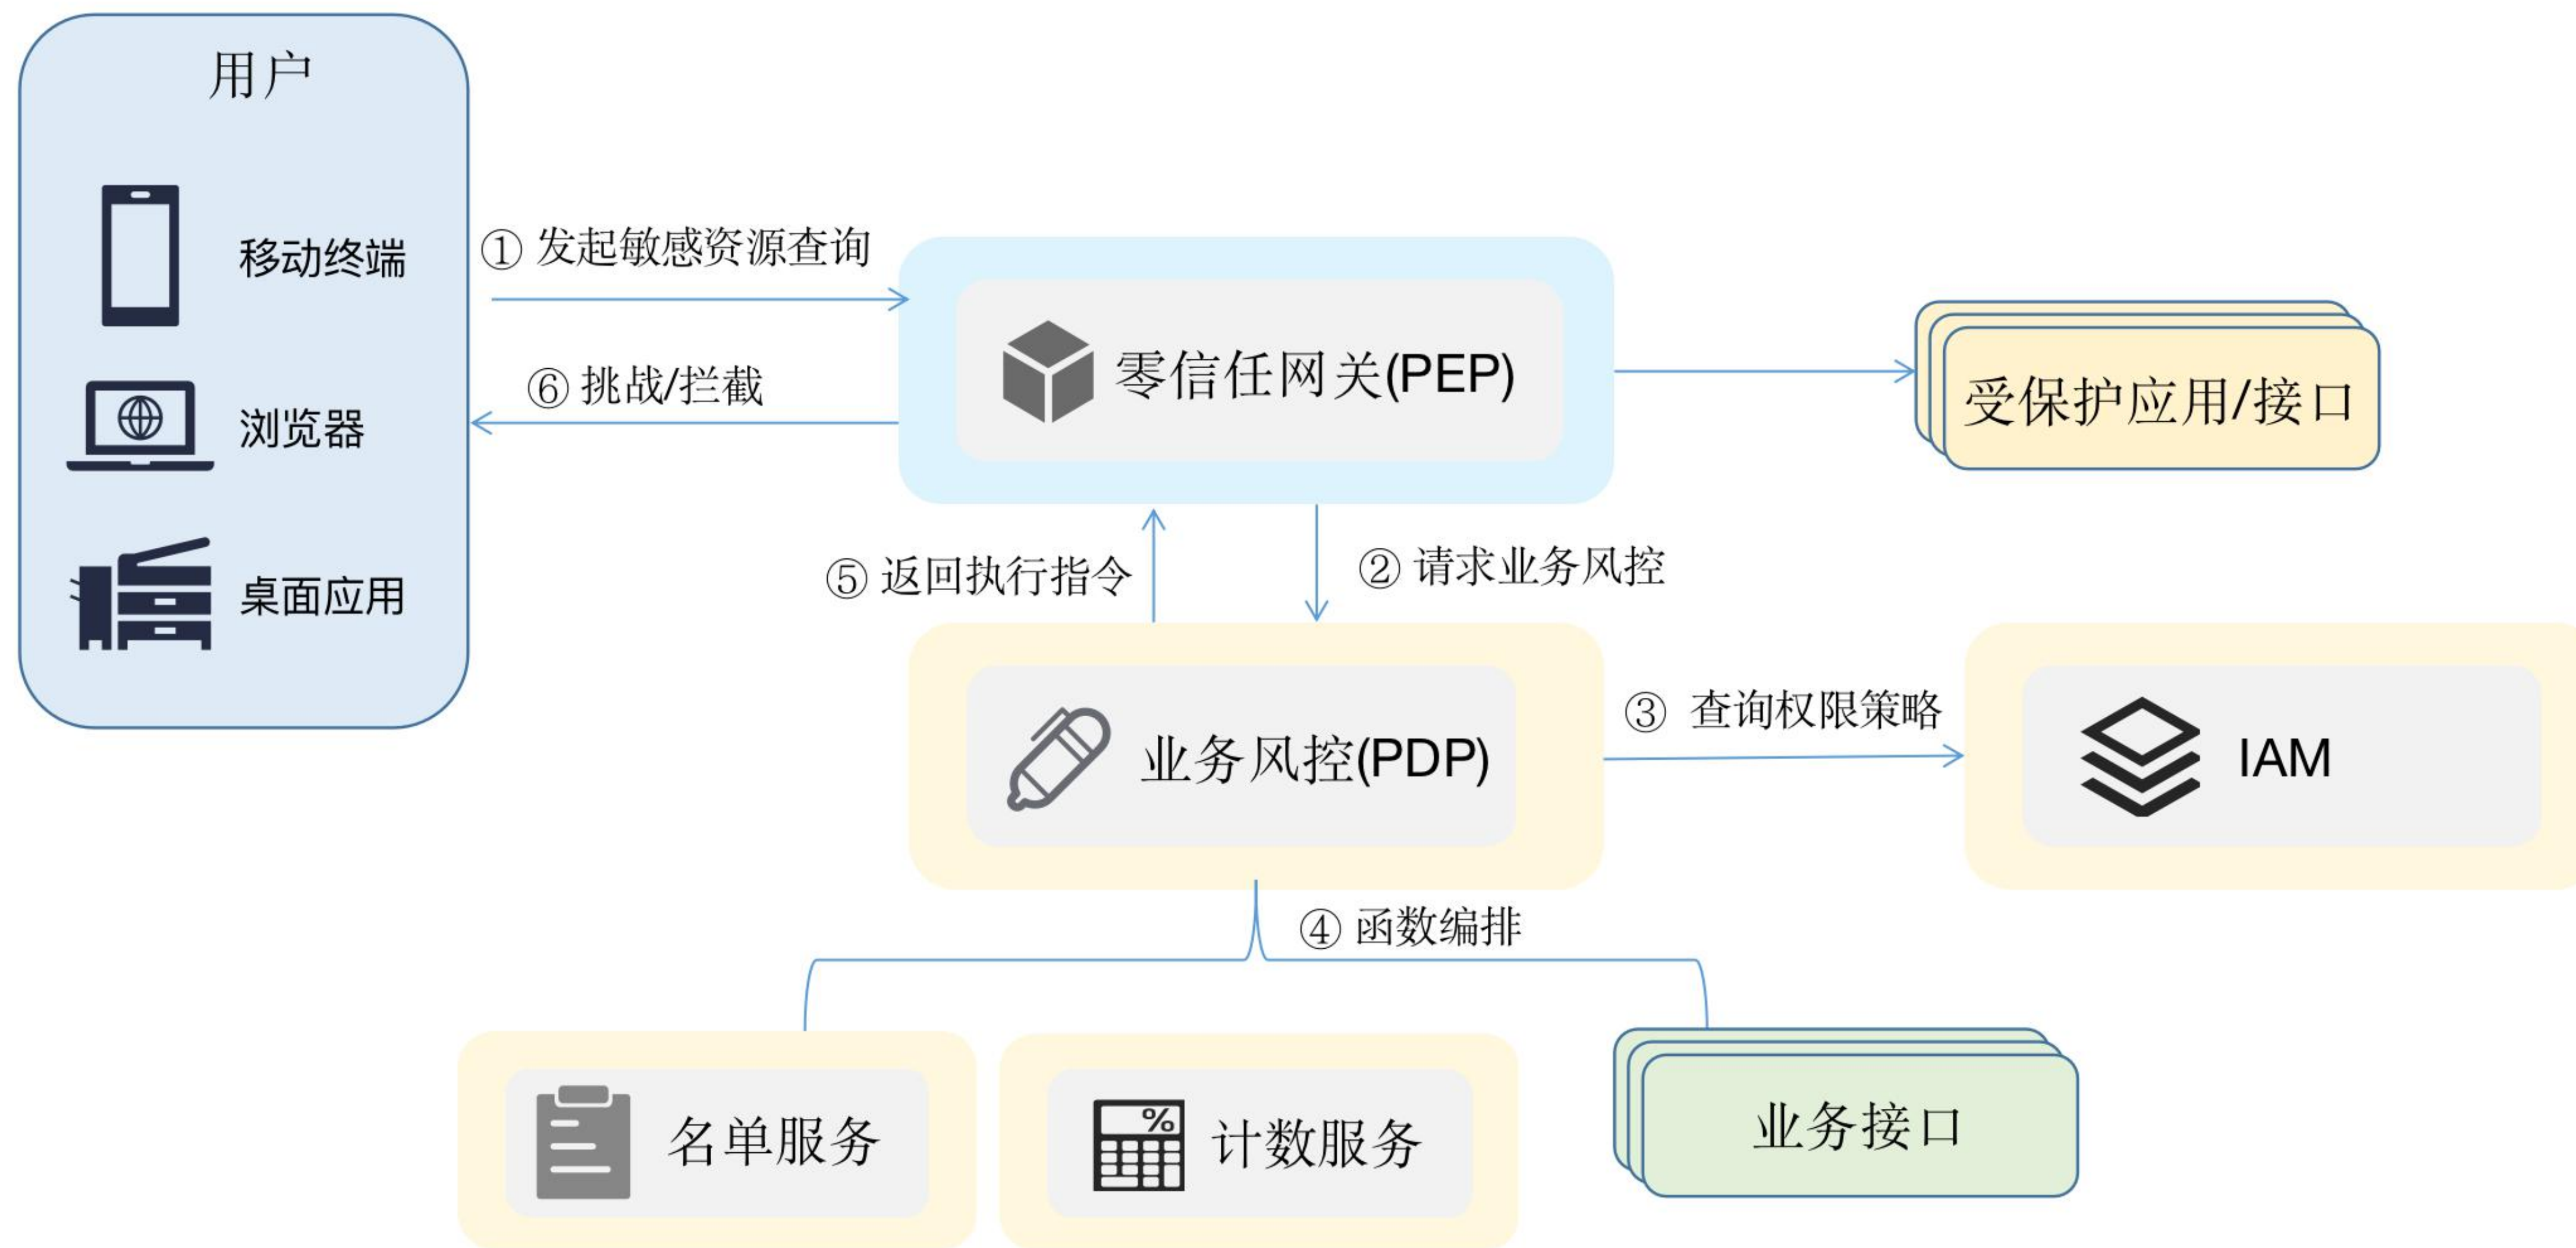 用户
移动终端
浏览器
桌面应用
① 发起敏感资源查询
⑥ 挑战/拦截
零信任网关(PEP)
受保护应用/接口
⑤ 返回执行指令
② 请求业务风控
业务风控(PDP)
③ 查询权限策略
IAM
④ 函数编排
名单服务
%
计数服务
业务接口